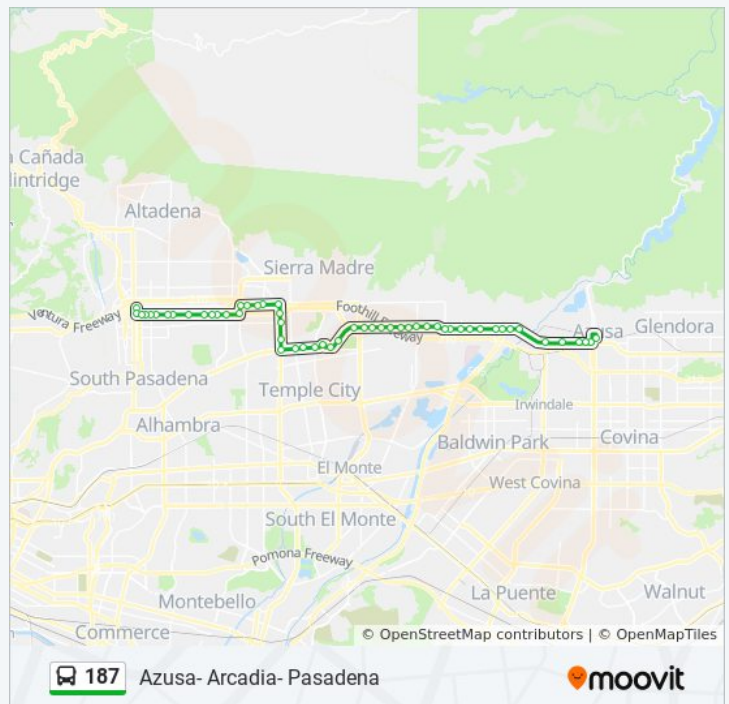 a Cañada
lintridge
Altadena
Sierra Madre
Ventura Freeway
Foothill Freeway
Azusa
Glendora
South Pasadena
Temple City
Alhambra
Irwindale
Baldwin Park
Covina
El Monte
West Covina
South El Monte
Pomona Freeway
La Puente
Walnut
Montebello
Commerce
© OpenStreetMap contributors | © OpenMapTiles
187 Azusa- Arcadia- Pasadena
moovit